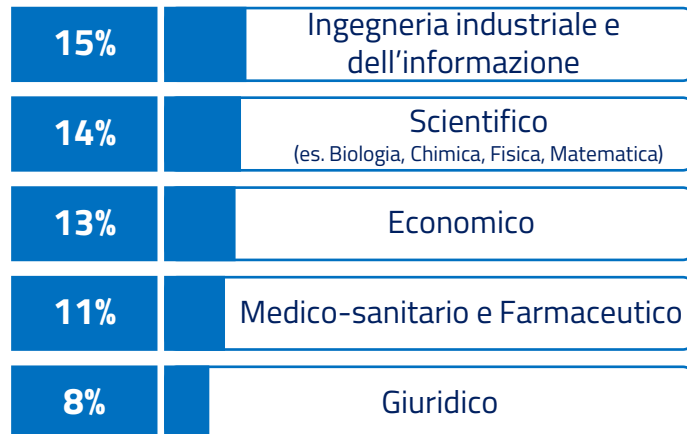 15%
Ingegneria industriale e
dell’informazione
14%
Scientifico
(es. Biologia, Chimica, Fisica, Matematica)
13%
Economico
11%
Medico-sanitario e Farmaceutico
8%
Giuridico